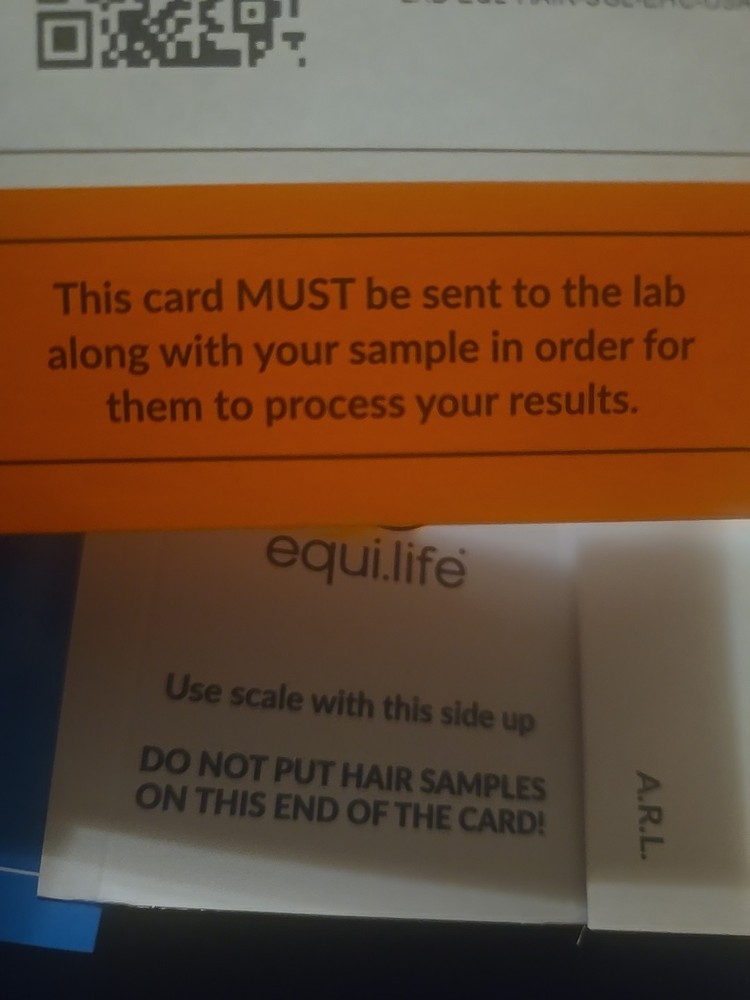 This card MUST be sent to the lab
along with your sample in order for
them to process your results.
equi.life
Use scale with this side up
DO NOT PUT HAIR SAMPLES
ON THIS END OF THE CARD!
A.R.L.